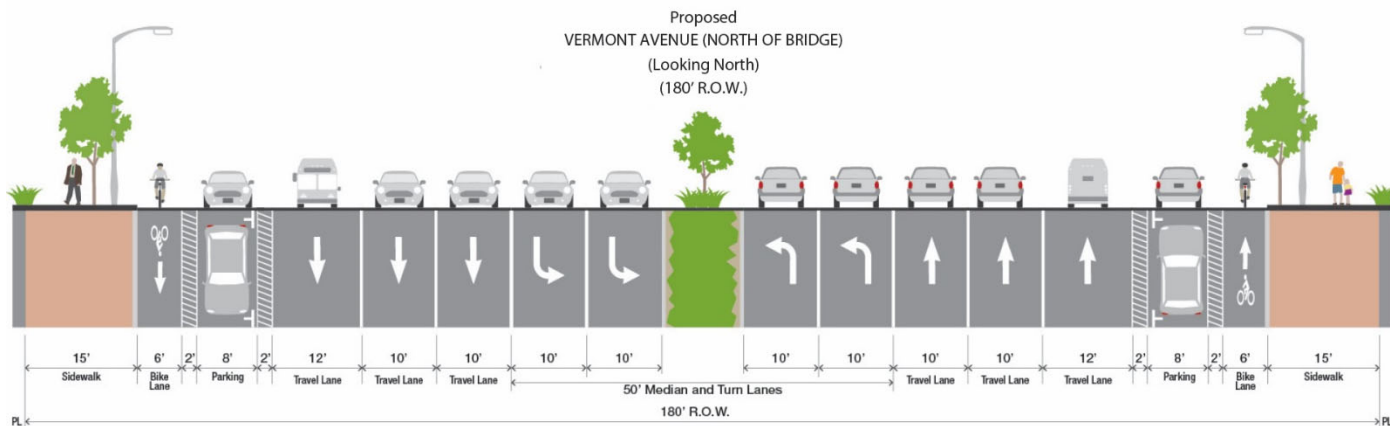 Proposed
VERMONT AVENUE (NORTH OF BRIDGE)
(Looking North)
(180' R.O.W.)
15' 6' 2' 8' 2' 12' 10' 10' 10' 10' 10' 10' 10' 10' 12' 2' 8' 2' 6' 15'
Sidewalk Bike Lane Parking Travel Lane Travel Lane Travel Lane Travel Lane Travel Lane Travel Lane Parking Bike Lane Sidewalk
50' Median and Turn Lanes
PL 180' R.O.W. PL